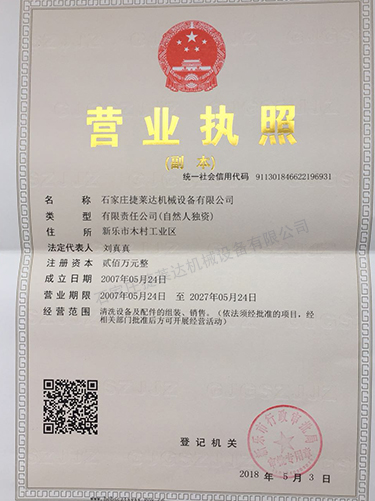 营业执照
(副 本)
统一社会信用代码 911301846622196931
名 称 石家庄捷莱达机械设备有限公司
类 型 有限责任公司(自然人独资)
住 所 新乐市木村工业区
法定代表人 刘真真
注册资本 贰佰万元整
成立日期 2007年05月24日
营业期限 2007年05月24日 至 2027年05月24日
经营范围 清洗设备及配件的组装、销售。（依法须经批准的项目，经
相关部门批准后方可开展经营活动）
石家庄捷莱达机械设备有限公司
登记机关
2018 年 5 月 3 日